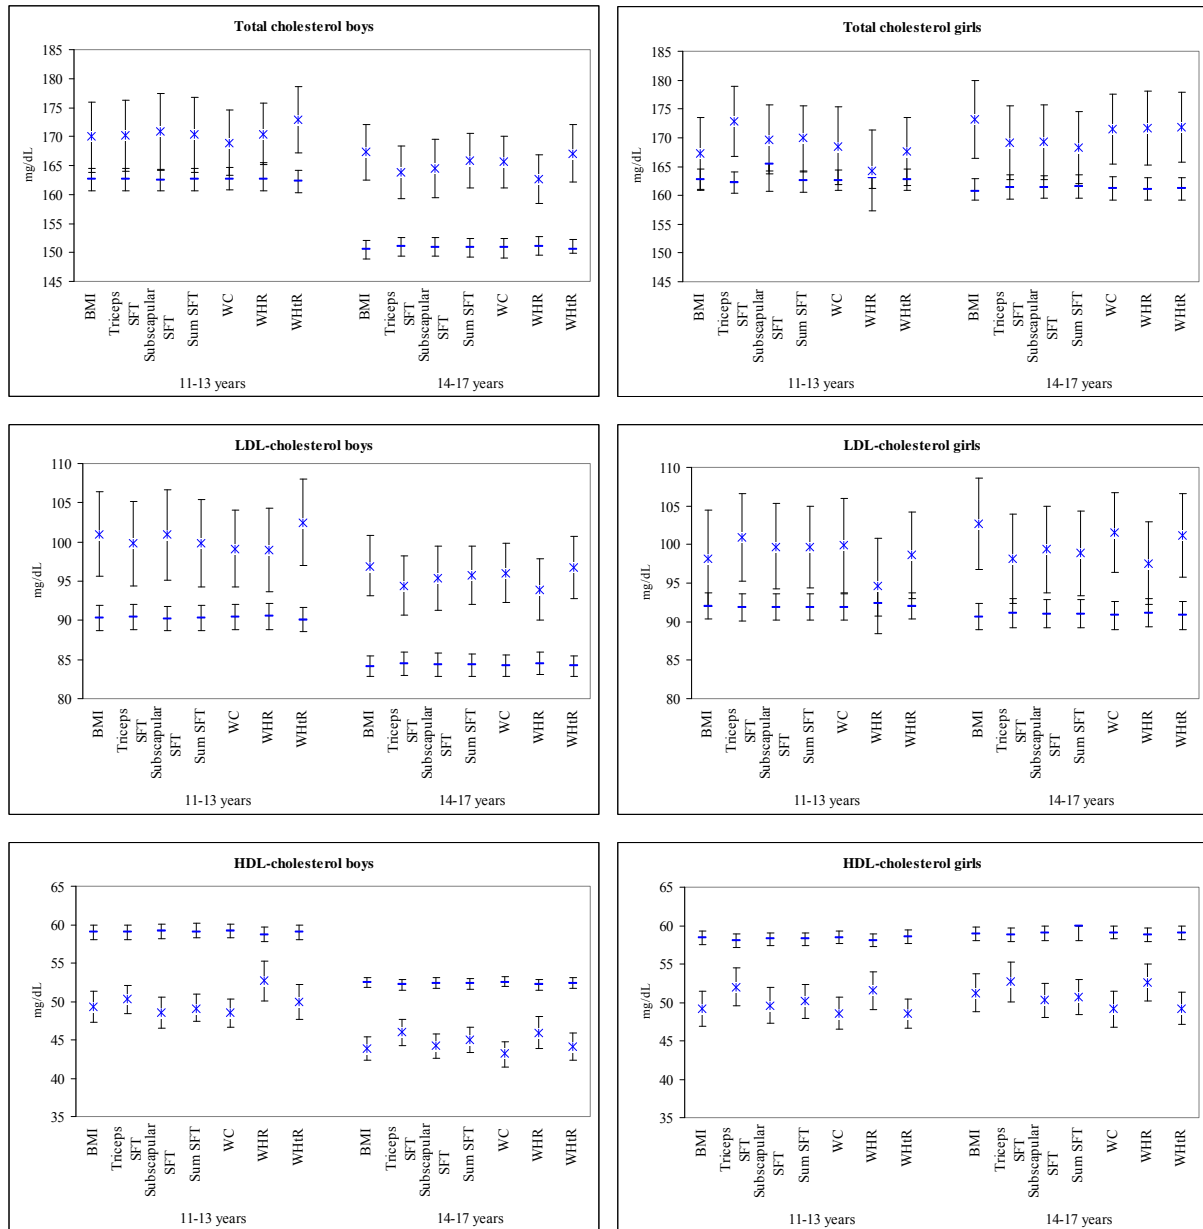 Total cholesterol boys
185
180
175
170
165
160
155
150
145
mg/dL
BMI
Triceps
SFT
Subscapular
SFT
Sum SFT
WC
WHR
WHtR
BMI
Triceps
SFT
Subscapular
SFT
Sum SFT
WC
WHR
WHtR
11-13 years
14-17 years
Total cholesterol girls
185
180
175
170
165
160
155
150
145
mg/dL
BMI
Triceps
SFT
Subscapular
SFT
Sum SFT
WC
WHR
WHtR
BMI
Triceps
SFT
Subscapular
SFT
Sum SFT
WC
WHR
WHtR
11-13 years
14-17 years
LDL-cholesterol boys
110
105
100
95
90
85
80
mg/dL
BMI
Triceps
SFT
Subscapular
SFT
Sum SFT
WC
WHR
WHtR
BMI
Triceps
SFT
Subscapular
SFT
Sum SFT
WC
WHR
WHtR
11-13 years
14-17 years
LDL-cholesterol girls
110
105
100
95
90
85
80
mg/dL
BMI
Triceps
SFT
Subscapular
SFT
Sum SFT
WC
WHR
WHtR
BMI
Triceps
SFT
Subscapular
SFT
Sum SFT
WC
WHR
WHtR
11-13 years
14-17 years
HDL-cholesterol boys
65
60
55
50
45
40
35
mg/dL
BMI
Triceps
SFT
Subscapular
SFT
Sum SFT
WC
WHR
WHtR
BMI
Triceps
SFT
Subscapular
SFT
Sum SFT
WC
WHR
WHtR
11-13 years
14-17 years
HDL-cholesterol girls
65
60
55
50
45
40
35
mg/dL
BMI
Triceps
SFT
Subscapular
SFT
Sum SFT
WC
WHR
WHtR
BMI
Triceps
SFT
Subscapular
SFT
Sum SFT
WC
WHR
WHtR
11-13 years
14-17 years